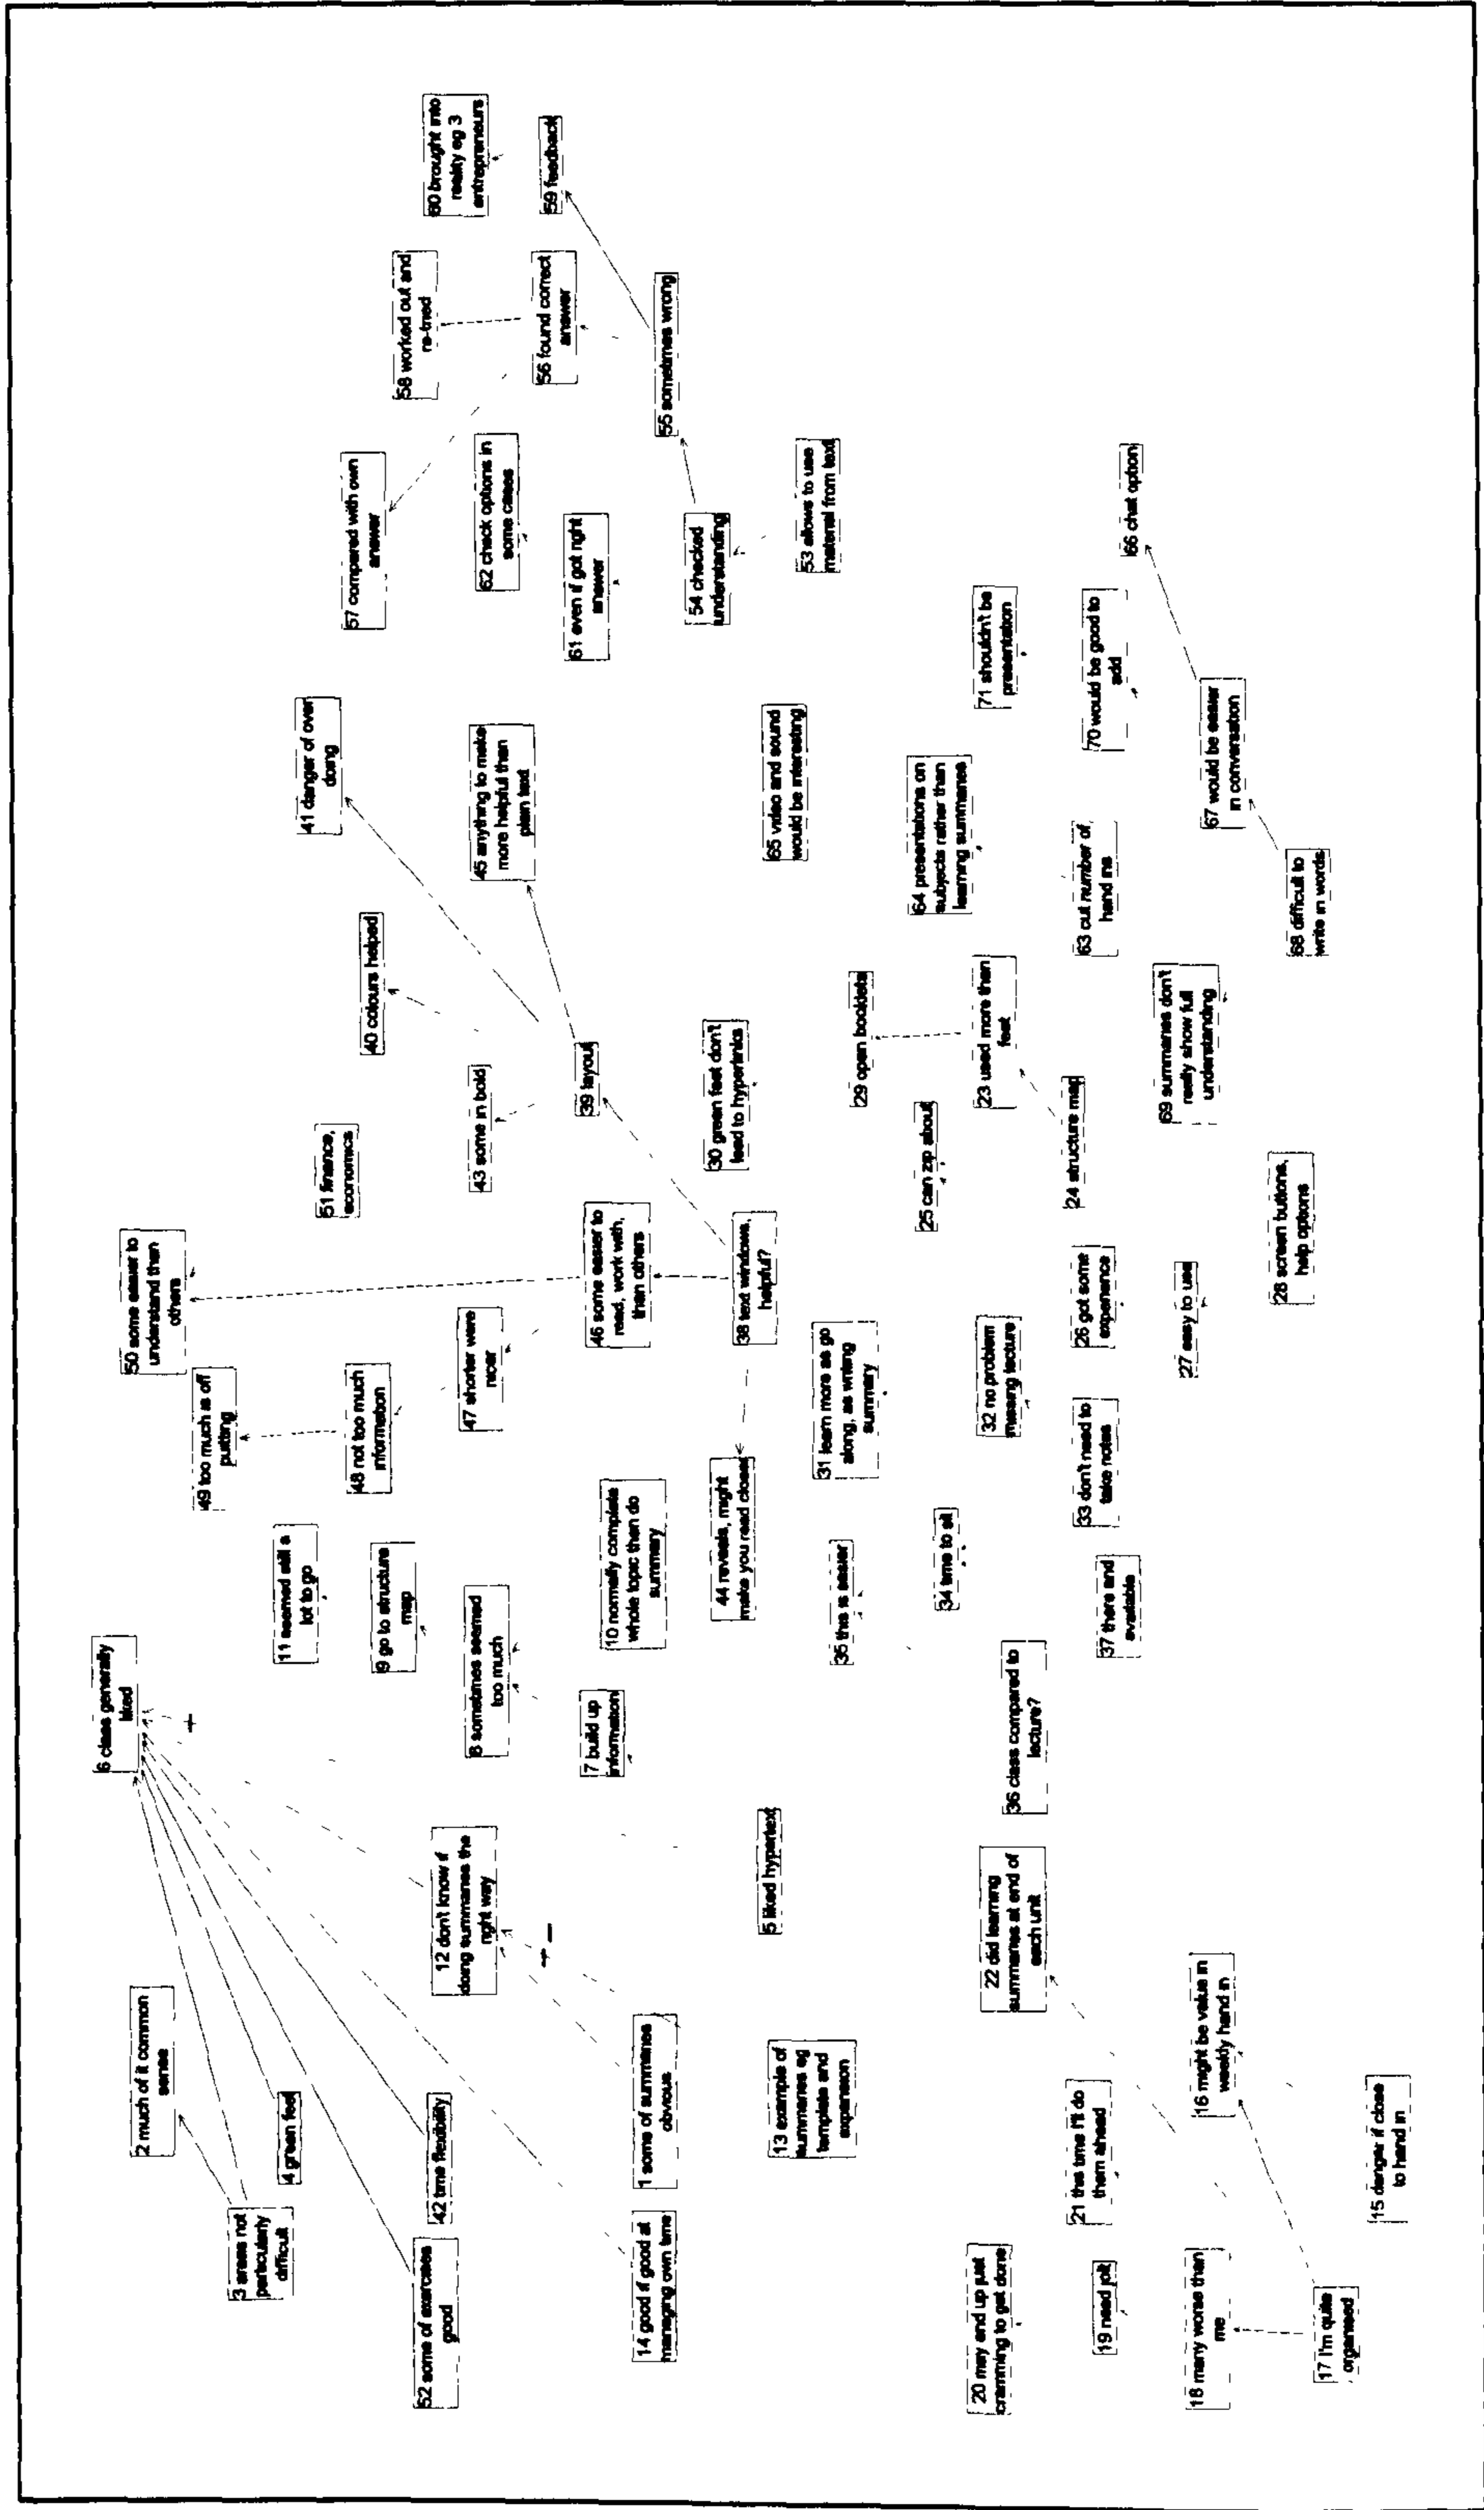 6 class generally
liked
50 some easier to
understand than
others
2 much of it common
sense
49 too much is off
putting
3 areas not
particularly
difficult
4 green feet
11 seemed still a
lot to go
51 finance,
economics
41 danger of over
doing
57 compared with own
answer
48 not too much
information
40 colours helped
58 worked out and
re-tried
60 brought into
reality eg 3
entrepreneurs
9 go to structure
map
52 some of exercises
good
42 time flexibility
12 don't know if
doing summaries the
right way
8 sometimes seemed
too much
47 shorter were
nicer
43 some in bold
45 anything to make
more helpful than
plain text
62 check options in
some cases
56 found correct
answer
59 feedback
7 build up
information
10 normally complete
whole topic then do
summary
46 some easier to
read, work with,
than others
39 layout
61 even if got right
answer
14 good if good at
managing own time
1 some of summaries
obvious
55 sometimes wrong
44 reveals, might
make you read closer
38 text windows,
helpful?
30 green feet don't
lead to hyperlinks
54 checked
understanding
13 example of
summaries eg
template and
expansion
5 liked hypertext
65 video and sound
would be interesting
53 allows to use
material from text
35 this is easier
31 learn more as go
along, as writing
summary
29 open booklets
34 time to sit
25 can zip about
64 presentations on
subjects rather than
learning summaries
20 may end up just
cramming to get done
22 did learning
summaries at end of
each unit
36 class compared to
lecture?
32 no problem
missing lecture
23 used more than
feet
71 shouldn't be
presentation
19 need jolt
21 this time I'll do
them ahead
37 there and
available
33 don't need to
take notes
26 got some
experience
24 structure map
63 cut number of
hand ins
70 would be good to
add
66 chat option
18 many worse than
me
16 might be value in
weekly hand in
27 easy to use
69 summaries don't
really show full
understanding
67 would be easier
in conversation
17 I'm quite
organised
15 danger if close
to hand in
28 screen buttons,
help options
68 difficult to
write in words
+
+ -